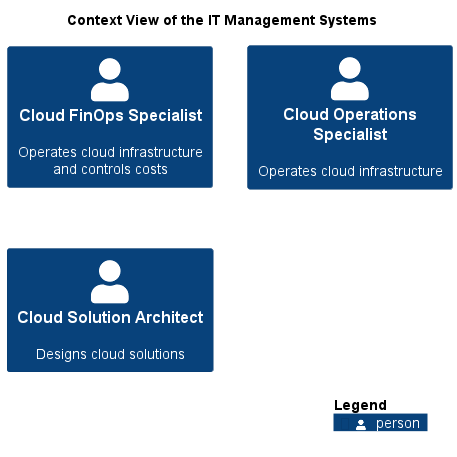 Context View of the IT Management Systems
Cloud FinOps Specialist
Operates cloud infrastructure
and controls costs
Cloud Operations
Specialist
Operates cloud infrastructure
Cloud Solution Architect
Designs cloud solutions
Legend
person